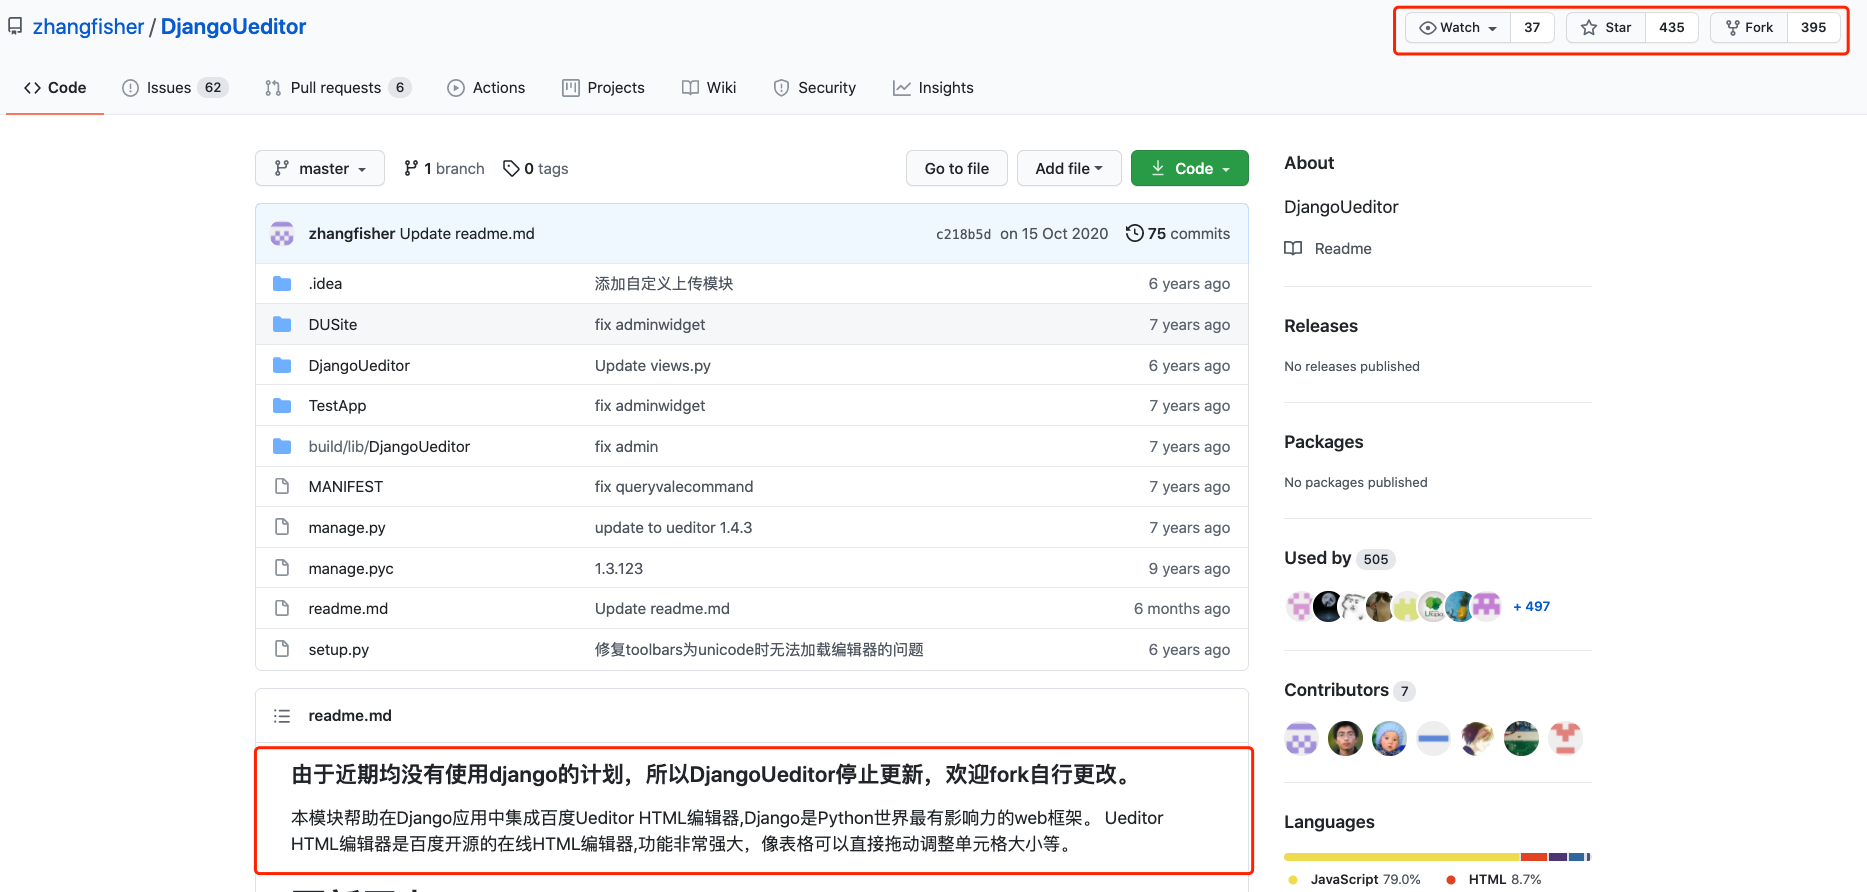 zhangfisher / DjangoUeditor
Watch 37 Star 435 Fork 395
Code Issues 62 Pull requests 6 Actions Projects Wiki Security Insights
master 1 branch 0 tags Go to file Add file Code
zhangfisher Update readme.md c218b5d on 15 Oct 2020 75 commits
.idea 添加自定义上传模块 6 years ago
DUSite fix adminwidget 7 years ago
DjangoUeditor Update views.py 6 years ago
TestApp fix adminwidget 7 years ago
build/lib/DjangoUeditor fix admin 7 years ago
MANIFEST fix queryvalecommand 7 years ago
manage.py update to ueditor 1.4.3 7 years ago
manage.pyc 1.3.123 9 years ago
readme.md Update readme.md 6 months ago
setup.py 修复toolbars为unicode时无法加载编辑器的问题 6 years ago
readme.md
由于近期均没有使用django的计划，所以DjangoUeditor停止更新，欢迎fork自行更改。
本模块帮助在Django应用中集成百度Ueditor HTML编辑器,Django是Python世界最有影响力的web框架。 Ueditor
HTML编辑器是百度开源的在线HTML编辑器,功能非常强大，像表格可以直接拖动调整单元格大小等。
About
DjangoUeditor
Readme
Releases
No releases published
Packages
No packages published
Used by 505
+ 497
Contributors 7
Languages
JavaScript 79.0% HTML 8.7%